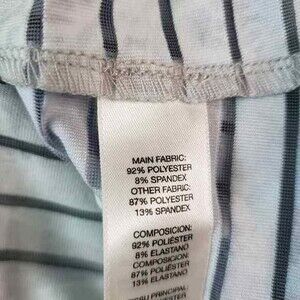 MAIN FABRIC:
92% POLYESTER
8% SPANDEX
OTHER FABRIC:
87% POLYESTER
13% SPANDEX
COMPOSICION:
92% POLIÉSTER
8% ELASTANO
COMPOSICION:
87% POLIÉSTER
13% ELASTANO
PRINCIPAL